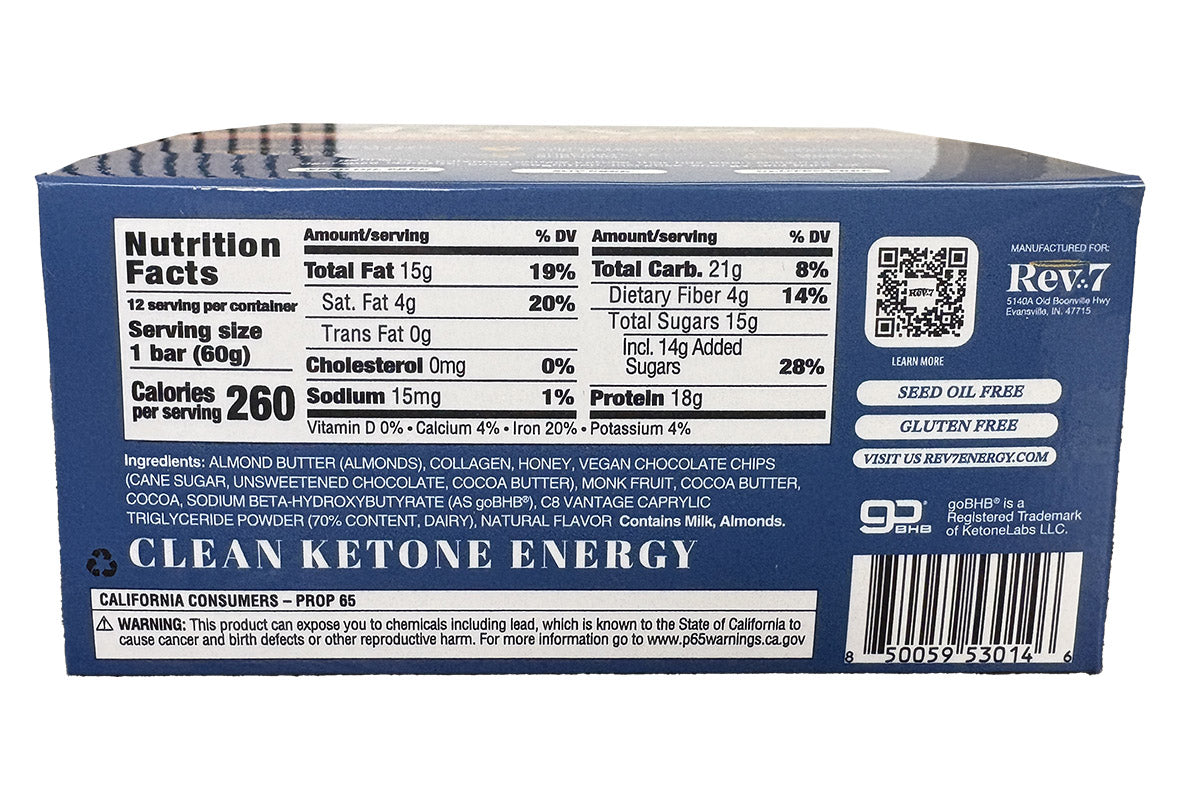 Nutrition
Facts
12 serving per container
Serving size
1 bar (60g)
Calories
per serving 260
Amount/serving % DV
Total Fat 15g 19%
Sat. Fat 4g 20%
Trans Fat 0g
Cholesterol 0mg 0%
Sodium 15mg 1%
Amount/serving % DV
Total Carb. 21g 8%
Dietary Fiber 4g 14%
Total Sugars 15g
Incl. 14g Added
Sugars 28%
Protein 18g
Vitamin D 0% • Calcium 4% • Iron 20% • Potassium 4%
Ingredients: ALMOND BUTTER (ALMONDS), COLLAGEN, HONEY, VEGAN CHOCOLATE CHIPS
(CANE SUGAR, UNSWEETENED CHOCOLATE, COCOA BUTTER), MONK FRUIT, COCOA BUTTER,
COCOA, SODIUM BETA-HYDROXYBUTYRATE (AS goBHB®), C8 VANTAGE CAPRYLIC
TRIGLYCERIDE POWDER (70% CONTENT, DAIRY), NATURAL FLAVOR Contains Milk, Almonds.
CLEAN KETONE ENERGY
CALIFORNIA CONSUMERS – PROP 65
⚠ WARNING: This product can expose you to chemicals including lead, which is known to the State of California to
cause cancer and birth defects or other reproductive harm. For more information go to www.p65warnings.ca.gov
REV.7
LEARN MORE
MANUFACTURED FOR:
Rev.7
5140A Old Boonville Hwy
Evansville, IN. 47715
SEED OIL FREE
GLUTEN FREE
VISIT US REV7ENERGY.COM
go®
BHB
goBHB® is a
Registered Trademark
of KetoneLabs LLC.
8 50059 53014 6